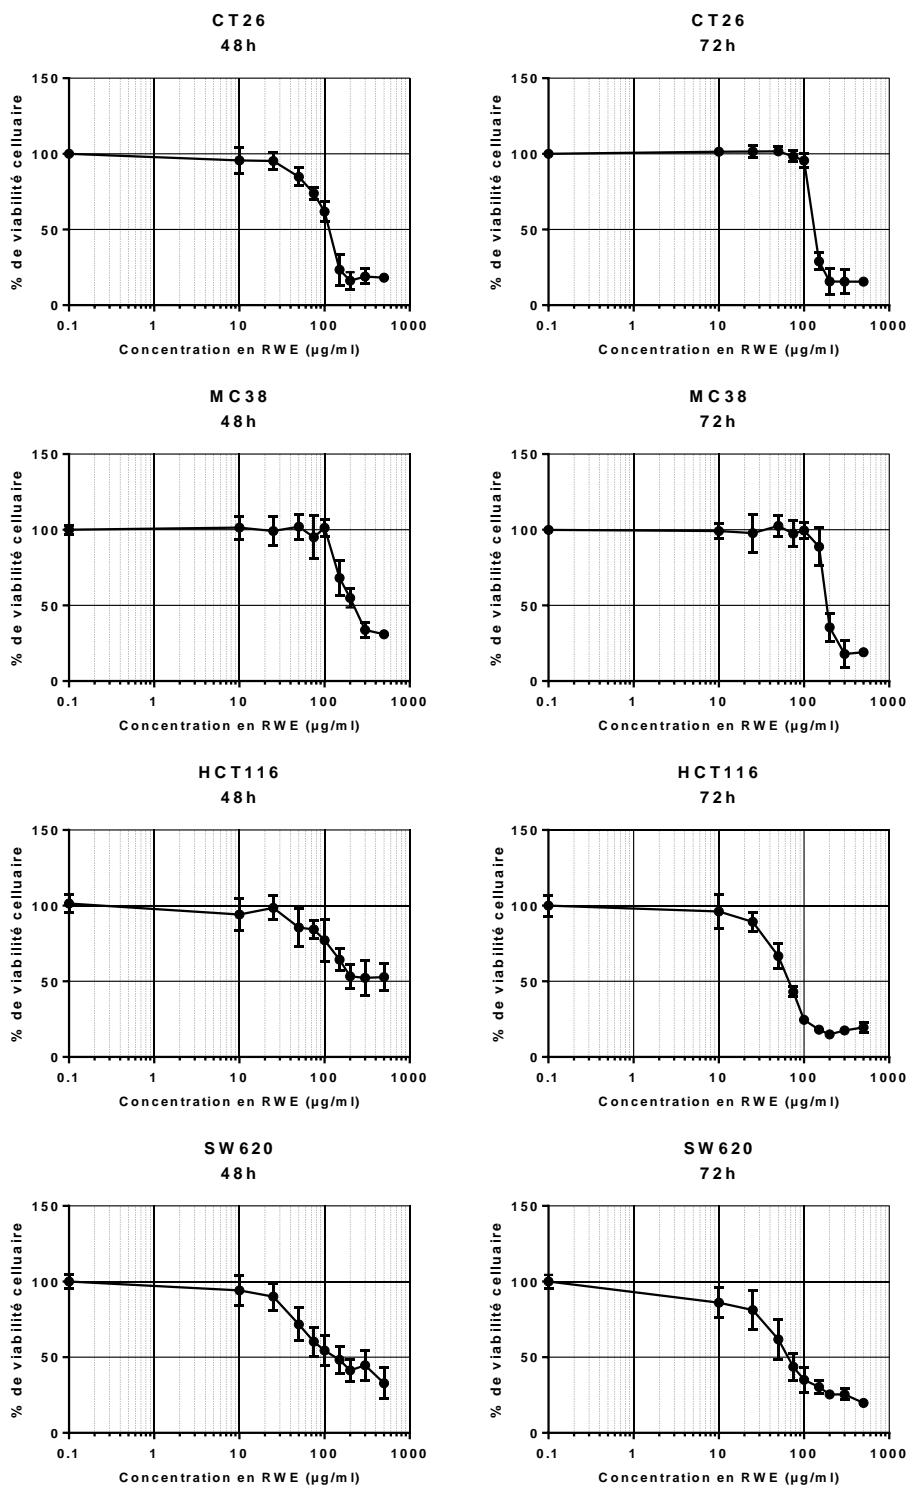 CT26
48h
% de viabilité celluaire
150
100
50
0
0.1 1 10 100 1000
Concentration en RWE (µg/ml)
CT26
72h
% de viabilité celluaire
150
100
50
0
0.1 1 10 100 1000
Concentration en RWE (µg/ml)
MC38
48h
% de viabilité celluaire
150
100
50
0
0.1 1 10 100 1000
Concentration en RWE (µg/ml)
MC38
72h
% de viabilité celluaire
150
100
50
0
0.1 1 10 100 1000
Concentration en RWE (µg/ml)
HCT116
48h
% de viabilité celluaire
150
100
50
0
0.1 1 10 100 1000
Concentration en RWE (µg/ml)
HCT116
72h
% de viabilité celluaire
150
100
50
0
0.1 1 10 100 1000
Concentration en RWE (µg/ml)
SW620
48h
% de viabilité celluaire
150
100
50
0
0.1 1 10 100 1000
Concentration en RWE (µg/ml)
SW620
72h
% de viabilité celluaire
150
100
50
0
0.1 1 10 100 1000
Concentration en RWE (µg/ml)